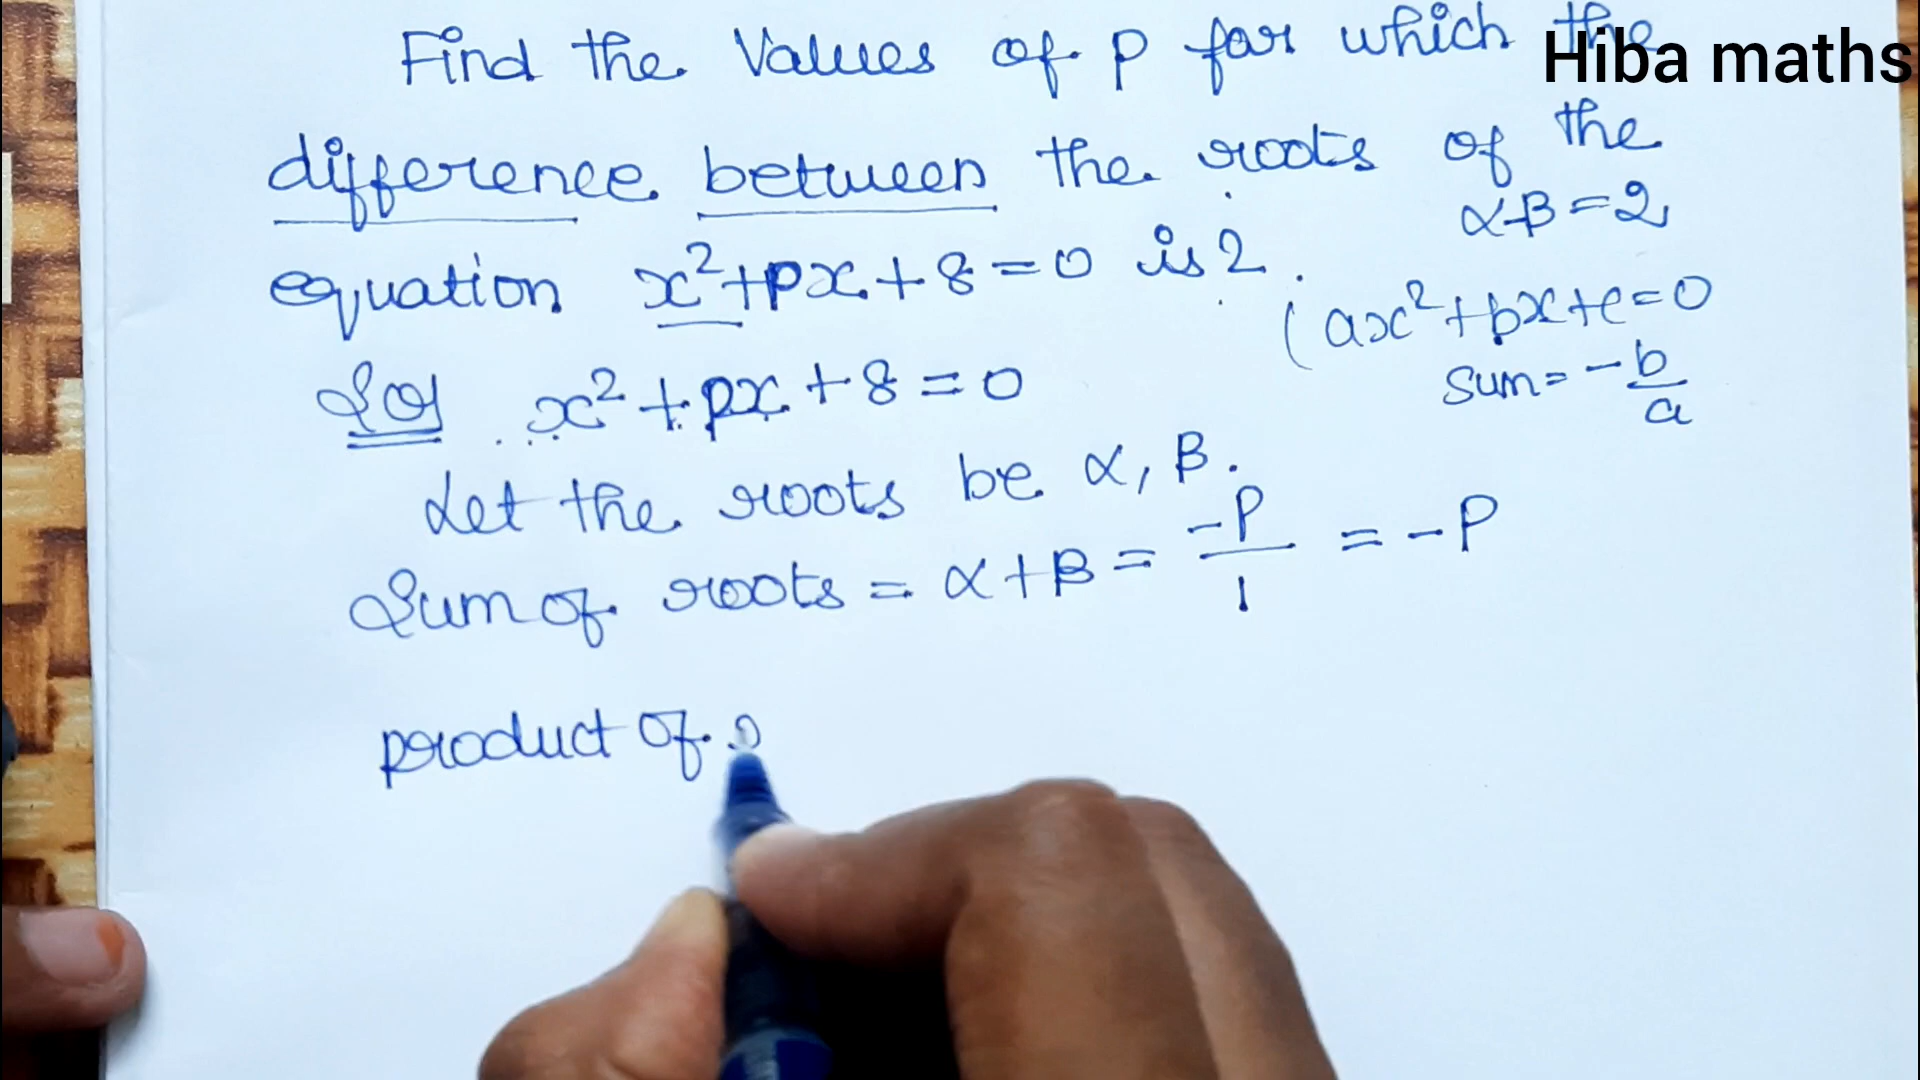 Find the Values of P for which the
Hiba maths
difference between the roots of the
α-β=2
equation x²+px+8=0 is 2.
(ax²+bx+c=0
Sol x²+px+8=0
Sum=-b/a
Let the roots be α, β.
Sum of roots = α+β = -P/1 = -P
product of